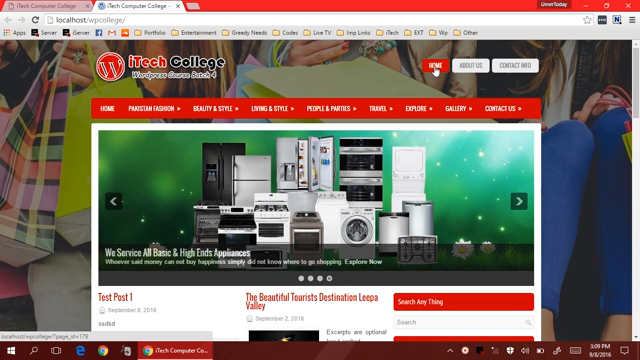 iTech Computer College
iTech Computer College
UmerToday
localhost/wpcollege/
Apps
Server
iServer
Portfolio
Entertainment
Greedy Needs
Codes
Live TV
Imp Links
iTech
EXT
Wp
Other
iTech College
Wordpress Course Batch 4
HOME
ABOUT US
CONTACT INFO
HOME
PAKISTAN FASHION »
BEAUTY & STYLE »
LIVING & STYLE »
PEOPLE & PARTIES »
TRAVEL »
EXPLORE »
GALLERY »
CONTACT US »
We Service All Basic & High Ends Appliances
Whoever said money can not buy happiness simply did not know where to go shopping. Explore Now
Test Post 1
September 8, 2016
ssdsd
The Beautiful Tourists Destination Leepa
Valley
September 2, 2016
Excerpts are optional
Search Any Thing
Search
localhost/wpcollege/?page_id=179
iTech Computer Co...
3:09 PM
9/8/2016